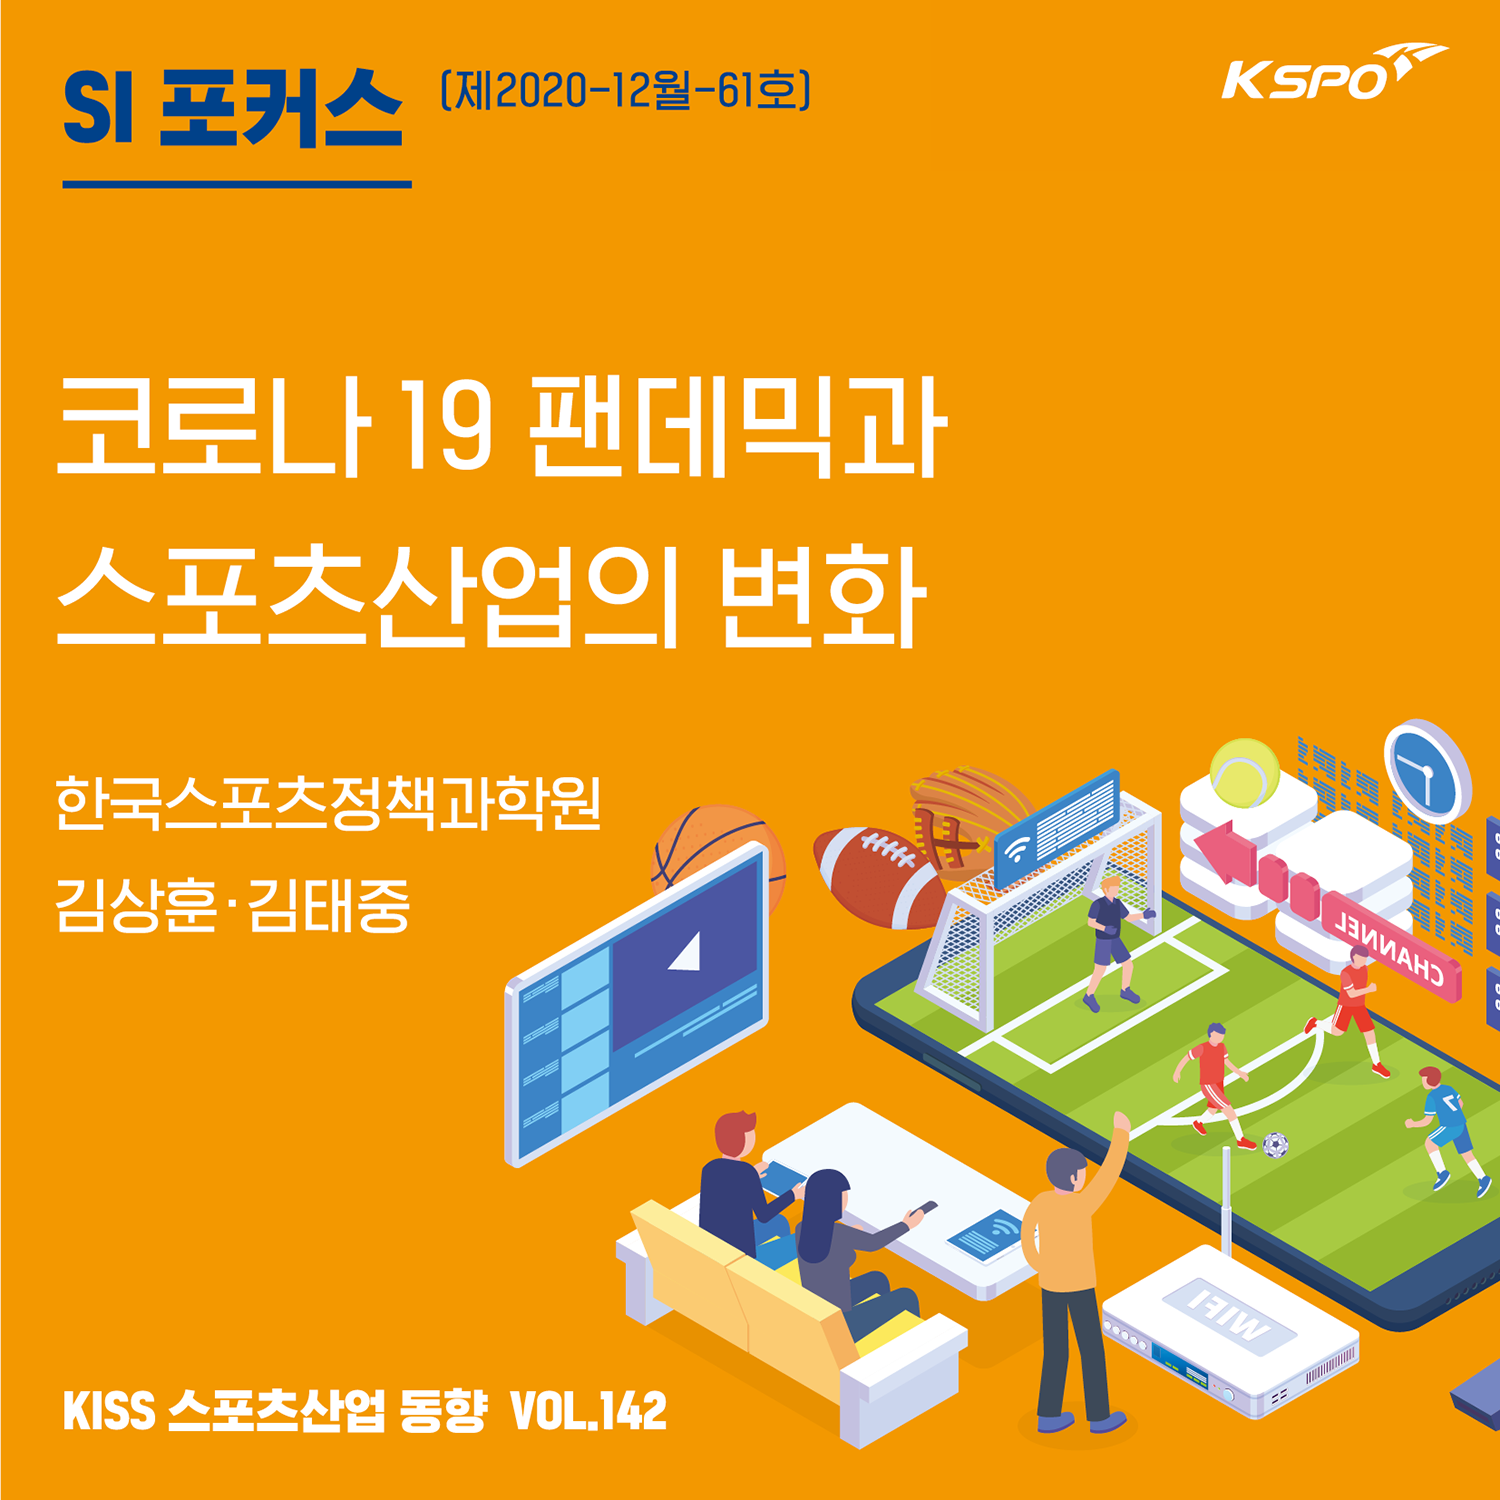 SI 포커스 (제2020-12월-61호)
KSPO
코로나 19 팬데믹과
스포츠산업의 변화
한국스포츠정책과학원
김상훈·김태중
CHANNEL
7
WIFI
KISS 스포츠산업 동향 VOL.142